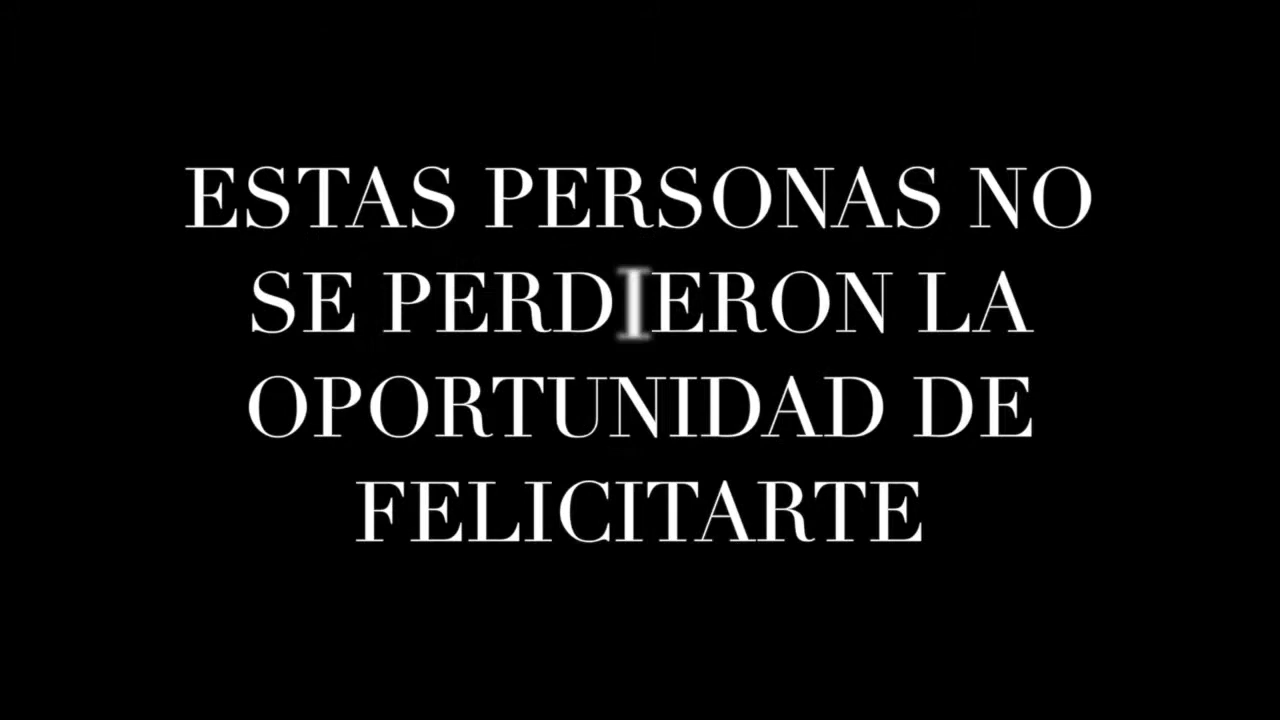 ESTAS PERSONAS NO
SE PERDIERON LA
OPORTUNIDAD DE
FELICITARTE